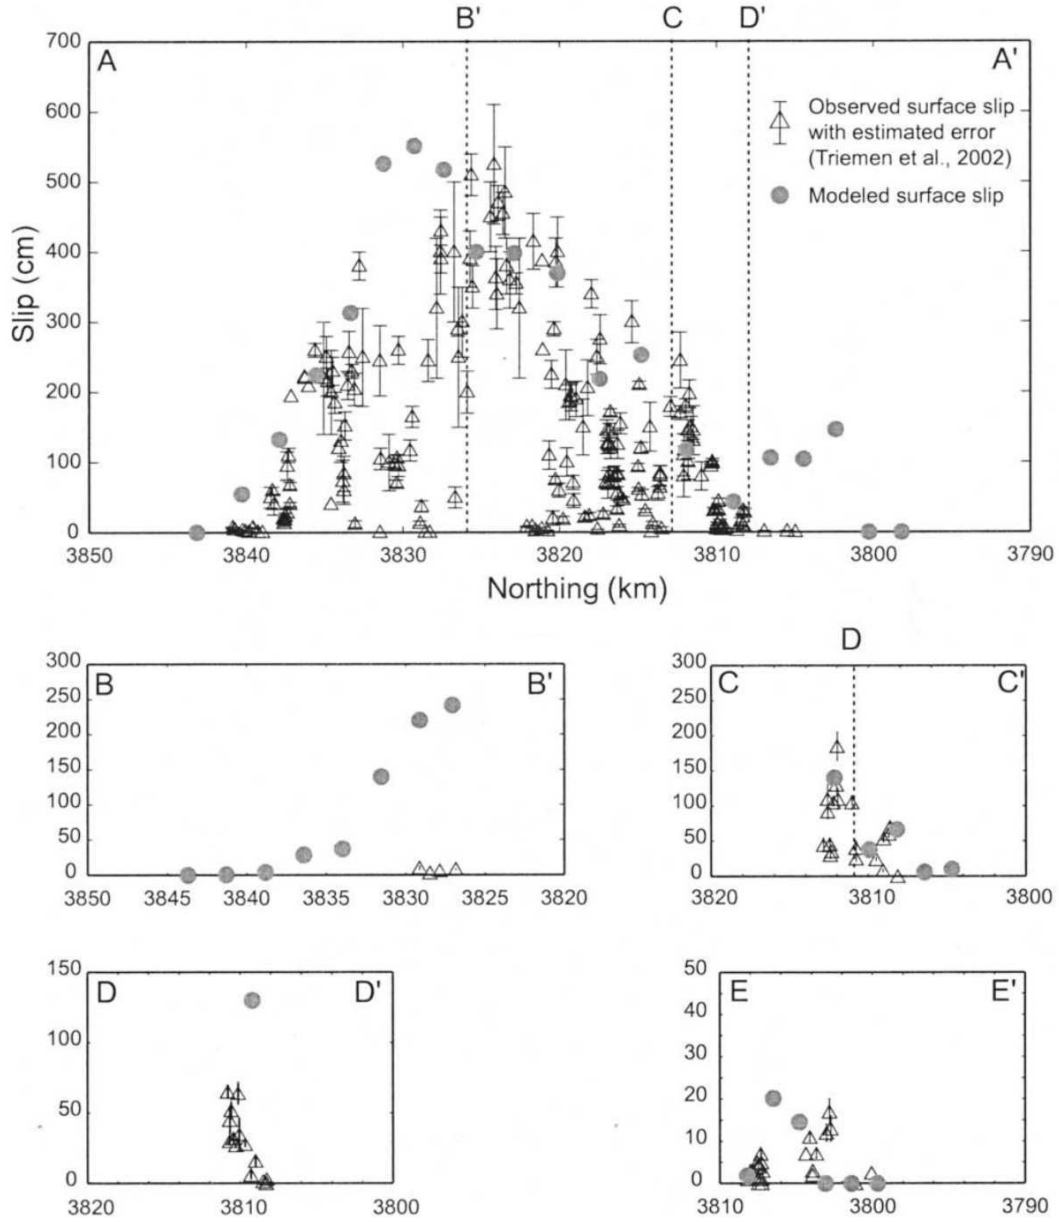 B' C D'
700
A A'
600
Observed surface slip
with estimated error
(Triemen et al., 2002)
500
Modeled surface slip
400
Slip (cm)
300
200
100
0
3850 3840 3830 3820 3810 3800 3790
Northing (km)
300
B B'
250
200
150
100
50
0
3850 3845 3840 3835 3830 3825 3820
D
300
C C'
250
200
150
100
50
0
3820 3810 3800
150
D D'
100
50
0
3820 3810 3800
50
E E'
40
30
20
10
0
3810 3800 3790